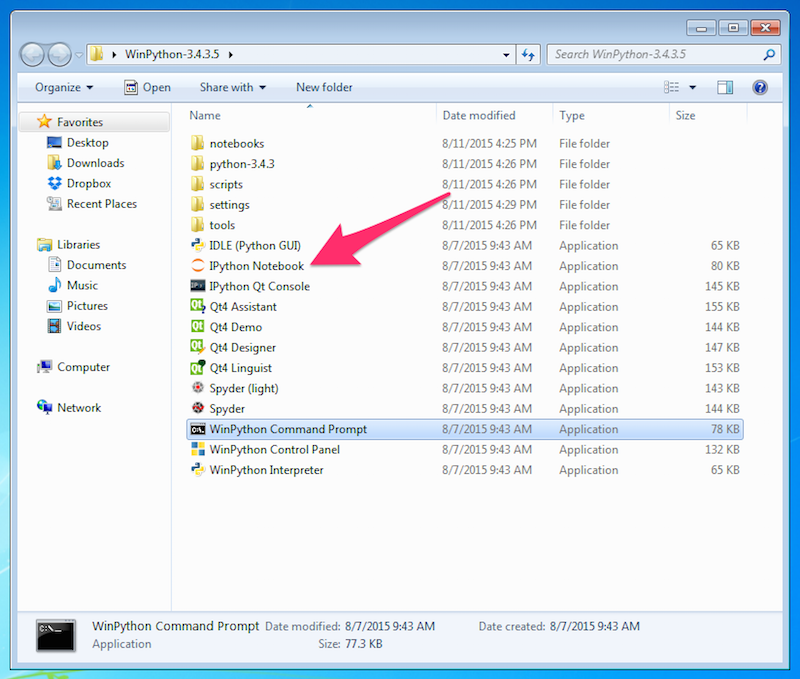 WinPython-3.4.3.5
Search WinPython-3.4.3.5
Organize Open Share with New folder
Name Date modified Type Size
Favorites
Desktop
Downloads
Dropbox
Recent Places
Libraries
Documents
Music
Pictures
Videos
Computer
Network
notebooks 8/11/2015 4:25 PM File folder
python-3.4.3 8/11/2015 4:26 PM File folder
scripts 8/11/2015 4:26 PM File folder
settings 8/11/2015 4:29 PM File folder
tools 8/11/2015 4:26 PM File folder
IDLE (Python GUI) 8/7/2015 9:43 AM Application 65 KB
IPython Notebook 8/7/2015 9:43 AM Application 80 KB
IPython Qt Console 8/7/2015 9:43 AM Application 145 KB
Qt4 Assistant 8/7/2015 9:43 AM Application 155 KB
Qt4 Demo 8/7/2015 9:43 AM Application 144 KB
Qt4 Designer 8/7/2015 9:43 AM Application 147 KB
Qt4 Linguist 8/7/2015 9:43 AM Application 153 KB
Spyder (light) 8/7/2015 9:43 AM Application 143 KB
Spyder 8/7/2015 9:43 AM Application 144 KB
WinPython Command Prompt 8/7/2015 9:43 AM Application 78 KB
WinPython Control Panel 8/7/2015 9:43 AM Application 132 KB
WinPython Interpreter 8/7/2015 9:43 AM Application 65 KB
WinPython Command Prompt Date modified: 8/7/2015 9:43 AM Date created: 8/7/2015 9:43 AM
Application Size: 77.3 KB